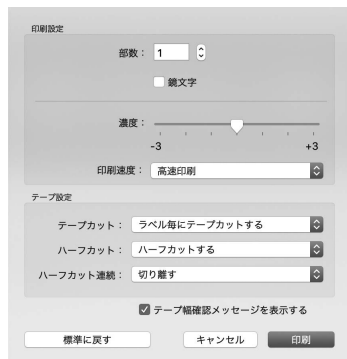 印刷設定
部数： 1
鏡文字
濃度：
-3 +3
印刷速度： 高速印刷
テープ設定
テープカット： ラベル毎にテープカットする
ハーフカット： ハーフカットする
ハーフカット連続： 切り離す
テープ幅確認メッセージを表示する
標準に戻す キャンセル 印刷